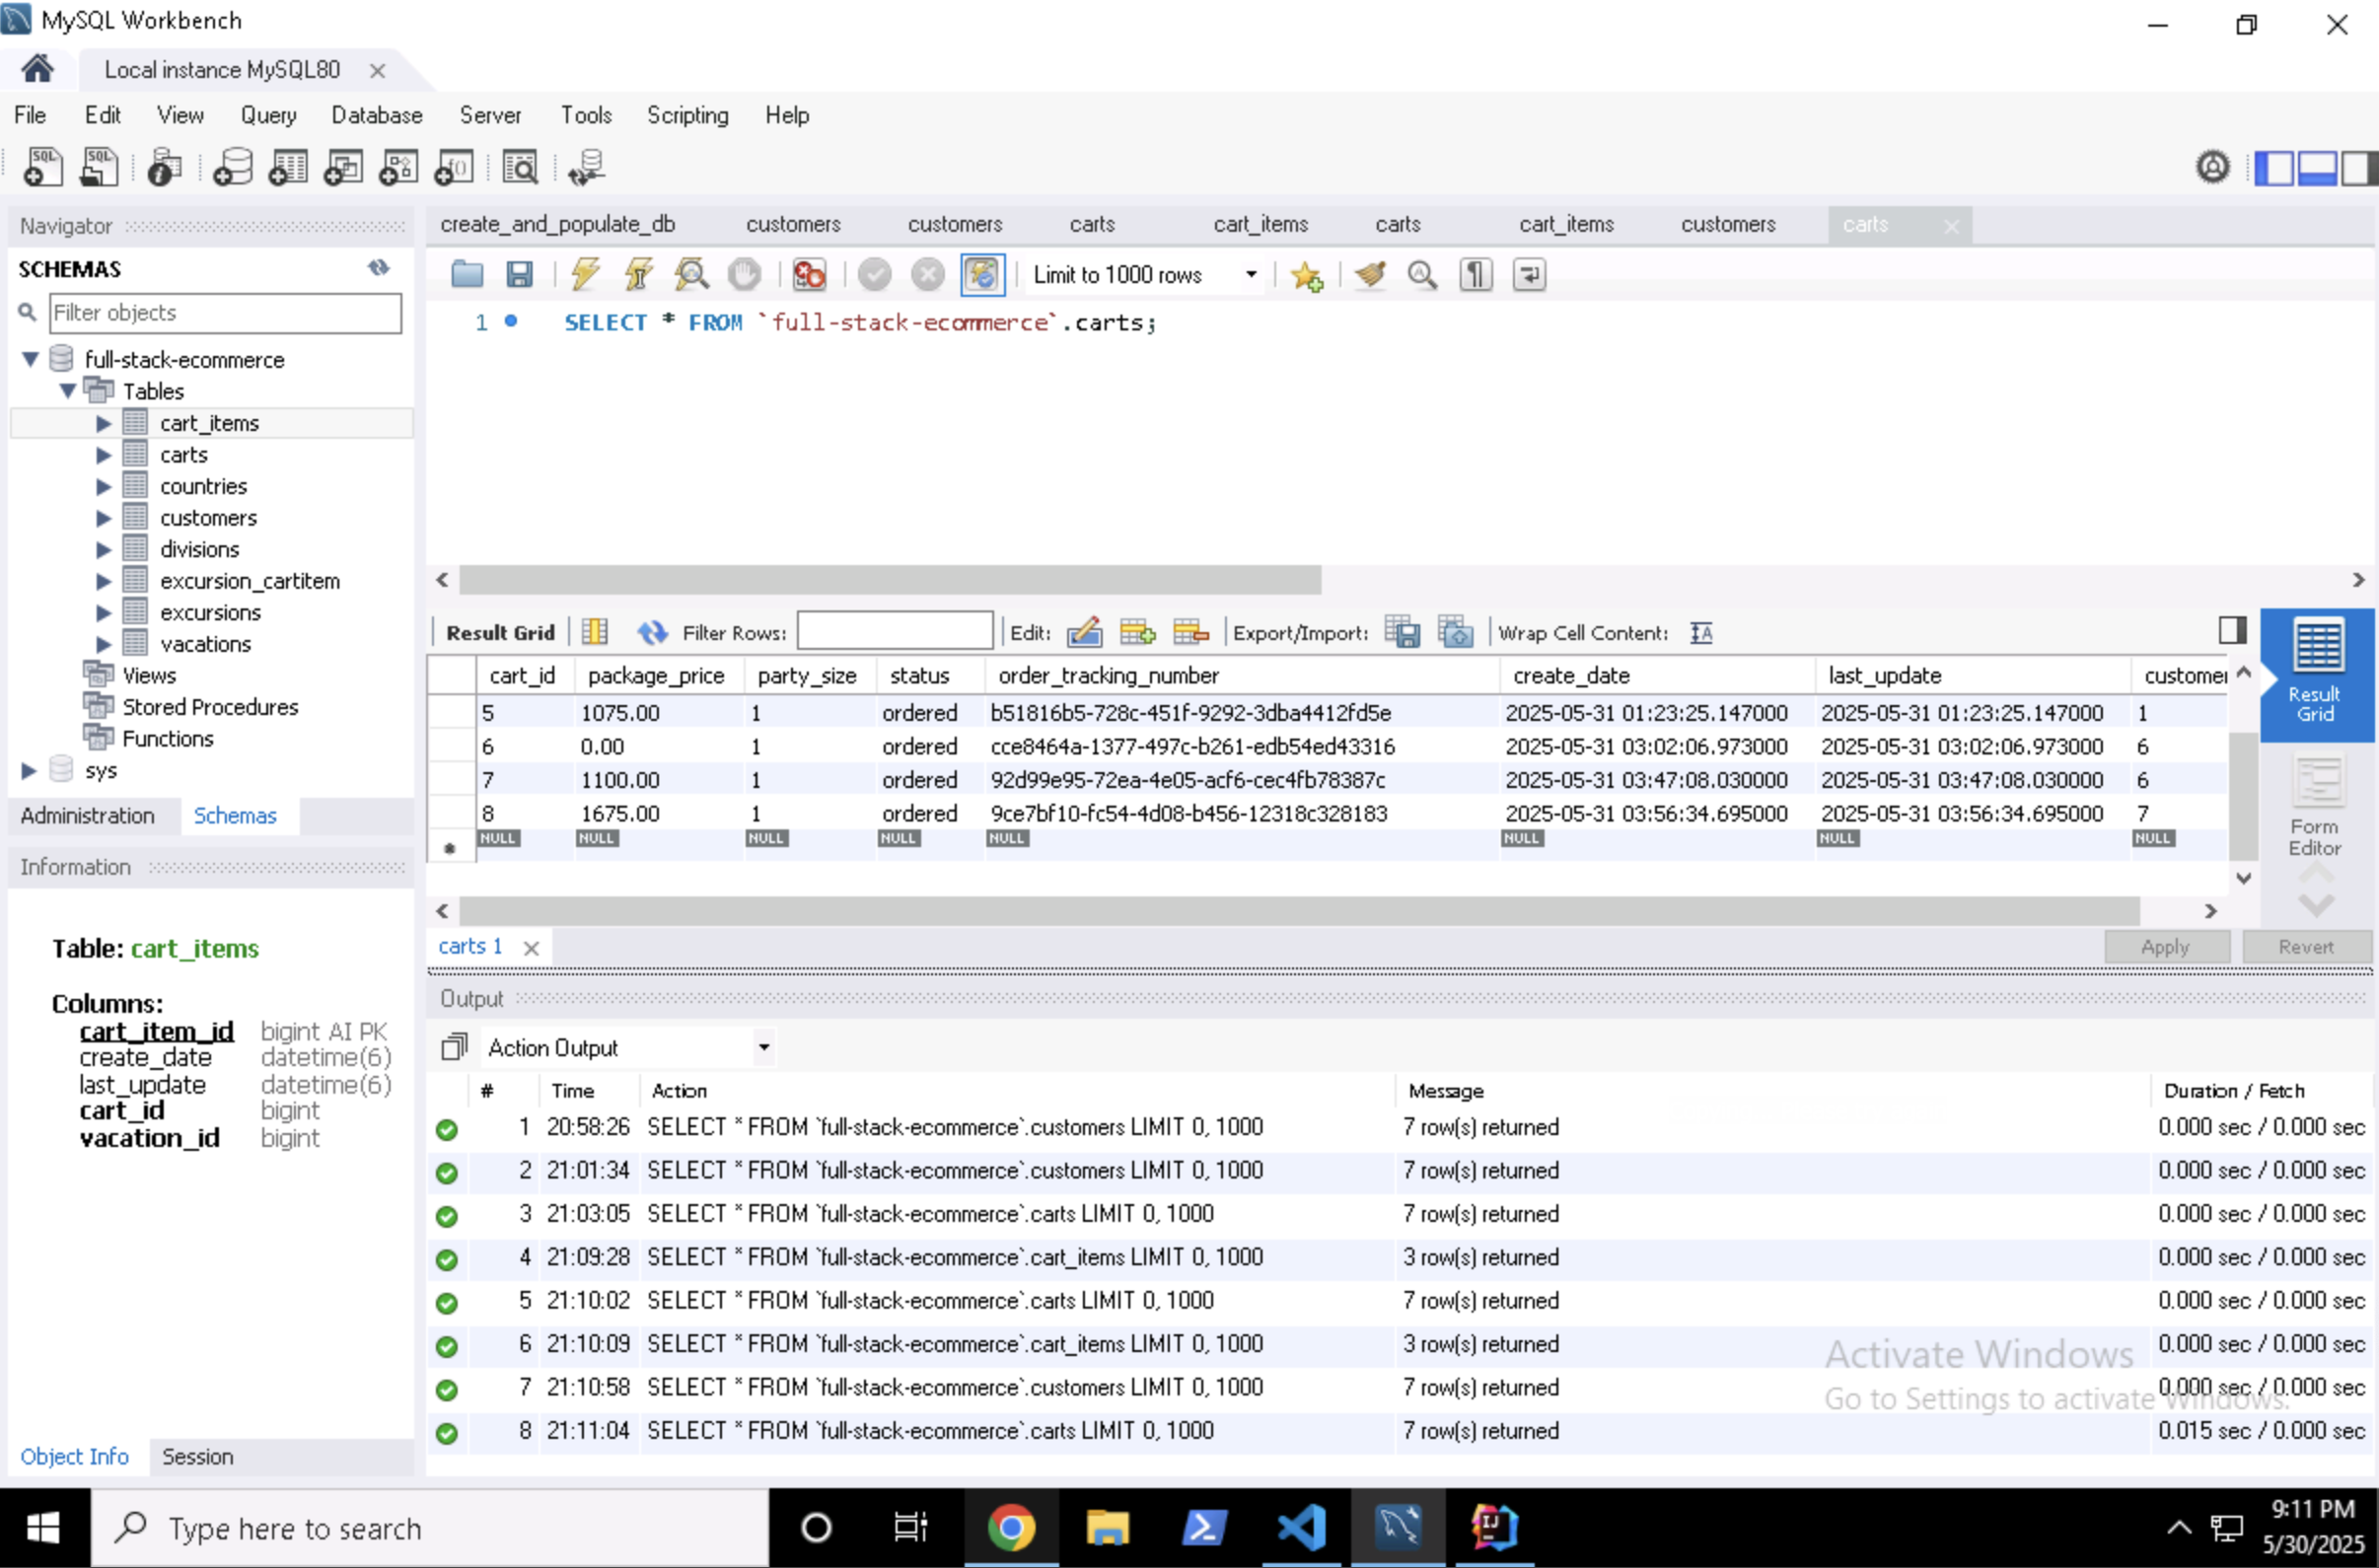 MySQL Workbench
Local instance MySQL80
File Edit View Query Database Server Tools Scripting Help
Navigator
SCHEMAS
Filter objects
full-stack-ecommerce
Tables
cart_items
carts
countries
customers
divisions
excursion_cartitem
excursions
vacations
Views
Stored Procedures
Functions
sys
Administration Schemas
Information
Table: cart_items
Columns:
cart_item_id bigint AI PK
create_date datetime(6)
last_update datetime(6)
cart_id bigint
vacation_id bigint
Object Info Session
create_and_populate_db customers customers carts cart_items carts cart_items customers carts
Limit to 1000 rows
1 SELECT * FROM `full-stack-ecommerce`.carts;
Result Grid Filter Rows: Edit: Export/Import: Wrap Cell Content:
cart_id package_price party_size status order_tracking_number create_date last_update customer
5 1075.00 1 ordered b51816b5-728c-451f-9292-3dba4412fd5e 2025-05-31 01:23:25.147000 2025-05-31 01:23:25.147000 1
6 0.00 1 ordered cce8464a-1377-497c-b261-edb54ed43316 2025-05-31 03:02:06.973000 2025-05-31 03:02:06.973000 6
7 1100.00 1 ordered 92d99e95-72ea-4e05-acf6-cec4fb78387c 2025-05-31 03:47:08.030000 2025-05-31 03:47:08.030000 6
8 1675.00 1 ordered 9ce7bf10-fc54-4d08-b456-12318c328183 2025-05-31 03:56:34.695000 2025-05-31 03:56:34.695000 7
NULL NULL NULL NULL NULL NULL NULL NULL
Result Grid
Form Editor
carts 1
Apply Revert
Output
Action Output
# Time Action Message Duration / Fetch
1 20:58:26 SELECT * FROM `full-stack-ecommerce`.customers LIMIT 0, 1000 7 row(s) returned 0.000 sec / 0.000 sec
2 21:01:34 SELECT * FROM `full-stack-ecommerce`.customers LIMIT 0, 1000 7 row(s) returned 0.000 sec / 0.000 sec
3 21:03:05 SELECT * FROM `full-stack-ecommerce`.carts LIMIT 0, 1000 7 row(s) returned 0.000 sec / 0.000 sec
4 21:09:28 SELECT * FROM `full-stack-ecommerce`.cart_items LIMIT 0, 1000 3 row(s) returned 0.000 sec / 0.000 sec
5 21:10:02 SELECT * FROM `full-stack-ecommerce`.carts LIMIT 0, 1000 7 row(s) returned 0.000 sec / 0.000 sec
6 21:10:09 SELECT * FROM `full-stack-ecommerce`.cart_items LIMIT 0, 1000 3 row(s) returned 0.000 sec / 0.000 sec
7 21:10:58 SELECT * FROM `full-stack-ecommerce`.customers LIMIT 0, 1000 7 row(s) returned 0.000 sec / 0.000 sec
8 21:11:04 SELECT * FROM `full-stack-ecommerce`.carts LIMIT 0, 1000 7 row(s) returned 0.015 sec / 0.000 sec
Activate Windows
Go to Settings to activate Windows.
Type here to search
9:11 PM
5/30/2025